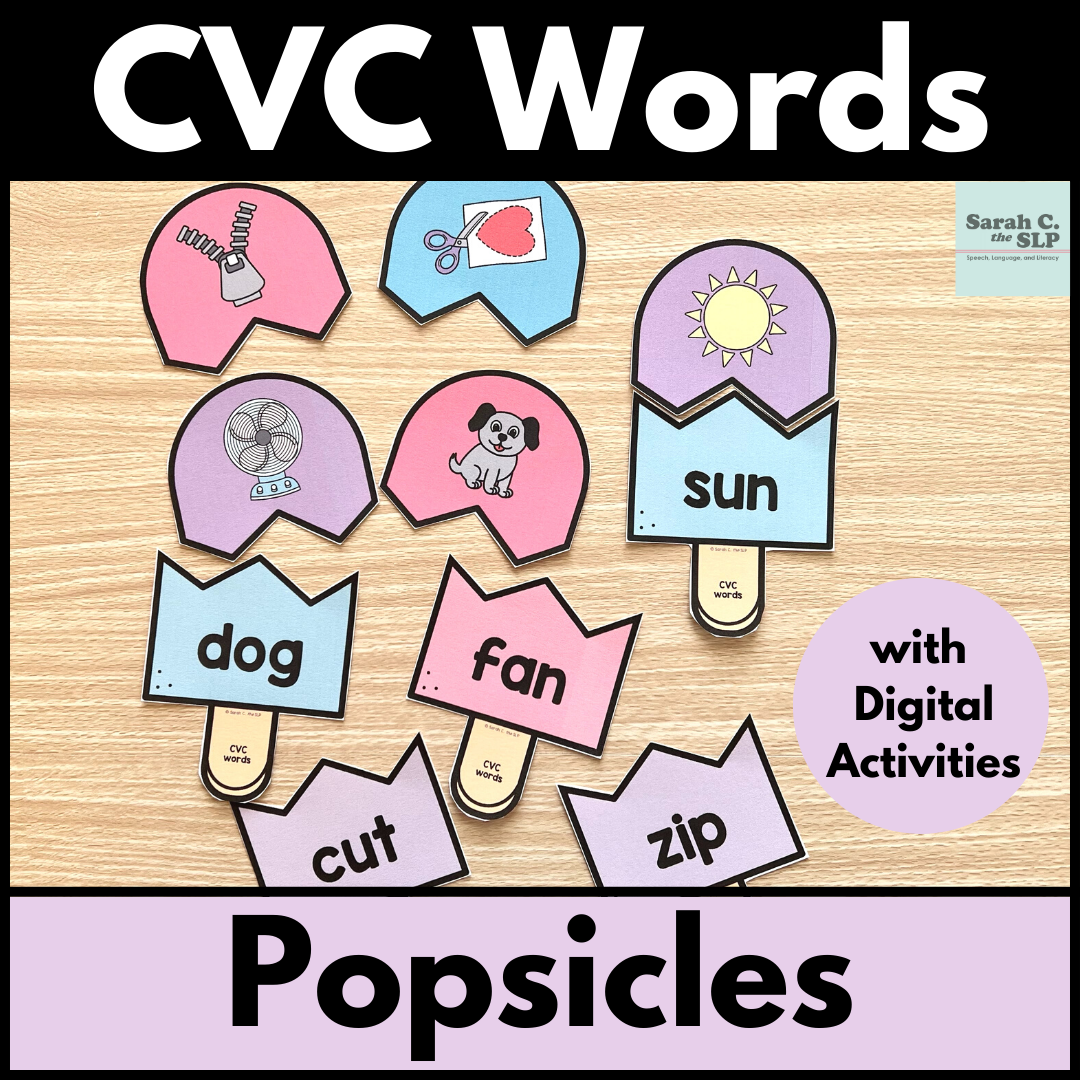 CVC Words
Sarah C.
the SLP
Speech, Language, and Literacy
sun
© Sarah C. the SLP
CVC
words
with
Digital
Activities
dog
© Sarah C. the SLP
CVC
words
fan
© Sarah C. the SLP
CVC
words
cut
zip
Popsicles